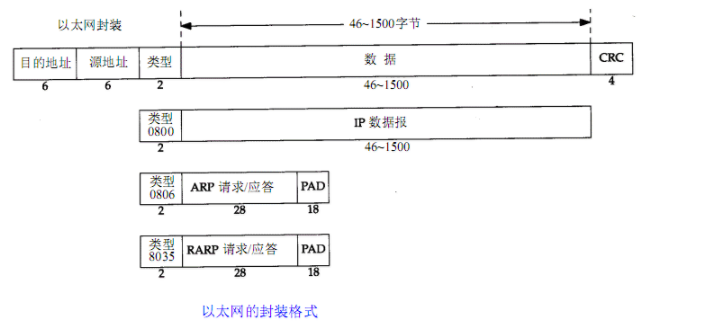 以太网封装 46~1500字节
目的地址 源地址 类型 数 据 CRC
6 6 2 46~1500 4
类型 0800 IP 数据报
2 46~1500
类型 0806 ARP 请求/应答 PAD
2 28 18
类型 8035 RARP 请求/应答 PAD
2 28 18
以太网的封装格式